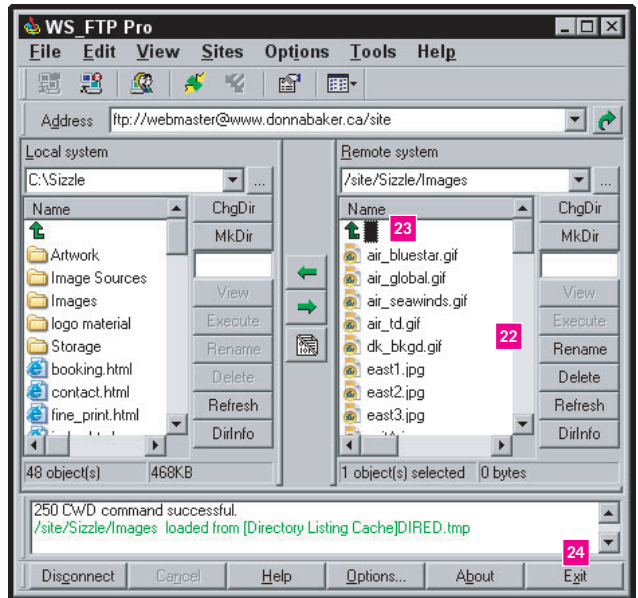 WS_FTP Pro
File Edit View Sites Options Tools Help
Address ftp://webmaster@www.donnabaker.ca/site
Local system
C:\Sizzle ...
Name
Artwork
Image Sources
Images
logo material
Storage
booking.html
contact.html
fine_print.html
ChgDir
MkDir
View
Execute
Rename
Delete
Refresh
DirInfo
48 object(s) 468KB
Remote system
/site/Sizzle/Images ...
Name
23
air_bluestar.gif
air_global.gif
air_seawinds.gif
air_td.gif
22
dk_bkgd.gif
east1.jpg
east2.jpg
east3.jpg
ChgDir
MkDir
View
Execute
Rename
Delete
Refresh
DirInfo
1 object(s) selected 0 bytes
250 CWD command successful.
/site/Sizzle/Images loaded from [Directory Listing Cache]DIRED.tmp
24
Disconnect Cancel Help Options... About Exit